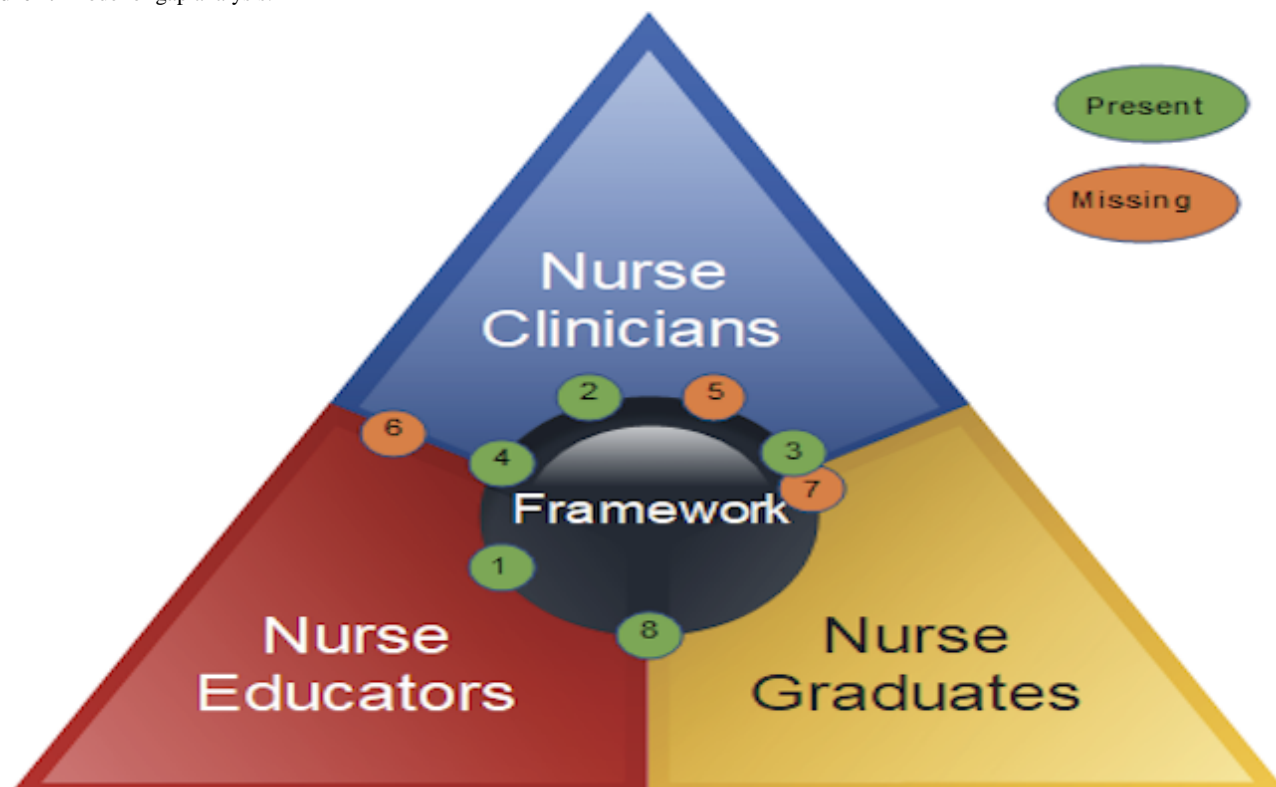 Present
Missing
Nurse
Clinicians
2
5
6
4
3
7
Framework
1
8
Nurse
Educators
Nurse
Graduates